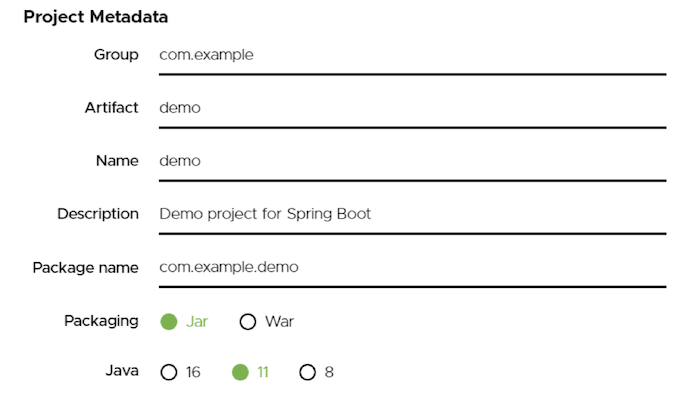 Project Metadata
Group com.example
Artifact demo
Name demo
Description Demo project for Spring Boot
Package name com.example.demo
Packaging Jar War
Java 16 11 8